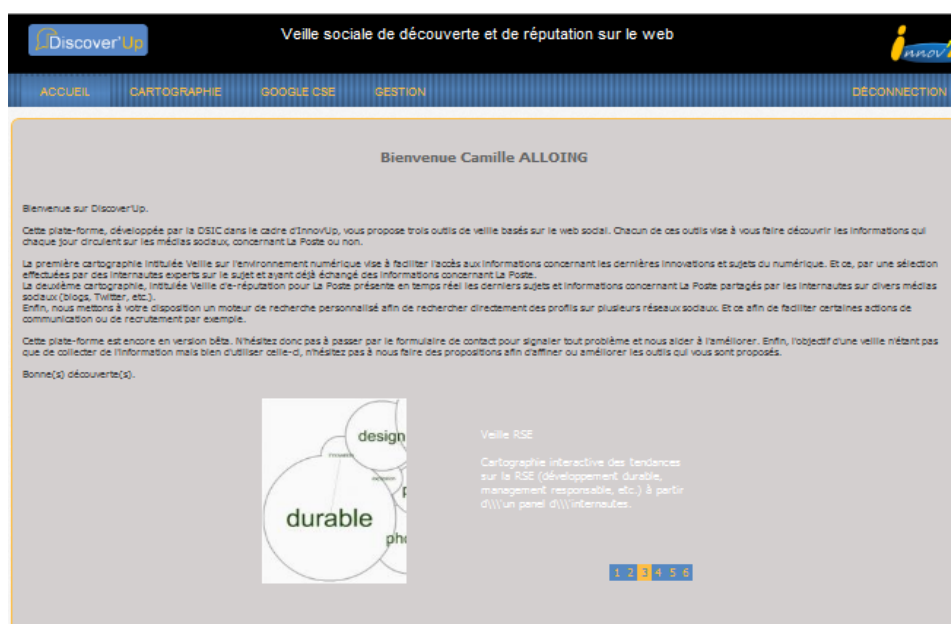 Discover'Up
Veille sociale de découverte et de réputation sur le web
innov'
ACCUEIL CARTOGRAPHIE GOOGLE CSE GESTION DÉCONNECTION
Bienvenue Camille ALLOING
Bienvenue sur Discover'Up.
Cette plate-forme, développée par la DSIC dans le cadre d'InnovUp, vous propose trois outils de veille basés sur le web social. Chacun de ces outils vise à vous faire découvrir les informations qui
chaque jour circulent sur les médias sociaux, concernant La Poste ou non.
La première cartographie intitulée Veille sur l'environnement numérique vise à faciliter l'accès aux informations concernant les dernières innovations et sujets du numérique. Et ce, par une sélection
effectuées par des internautes experts sur le sujet et ayant déjà échangé des informations concernant La Poste.
La deuxième cartographie, intitulée Veille d'e-réputation pour La Poste présente en temps réel les derniers sujets et informations concernant La Poste partagés par les internautes sur divers médias
sociaux (blogs, Twitter, etc.).
Enfin, nous mettons à votre disposition un moteur de recherche personnalisé afin de rechercher directement des profils sur plusieurs réseaux sociaux. Et ce afin de faciliter certaines actions de
communication ou de recrutement par exemple.
Cette plate-forme est encore en version bêta. N'hésitez donc pas à passer par le formulaire de contact pour signaler tout problème et nous aider à l'améliorer. Enfin, l'objectif d'une veille n'étant pas
que de collecter de l'information mais bien d'utiliser celle-ci, n'hésitez pas à nous faire des propositions afin d'affiner ou améliorer les outils qui vous sont proposés.
Bonne(s) découverte(s).
design
durable
pho
Veille RSE
Cartographie interactive des tendances
sur la RSE (développement durable,
management responsable, etc.) à partir
d\\\'un panel d\\\'internautes.
1 2 3 4 5 6